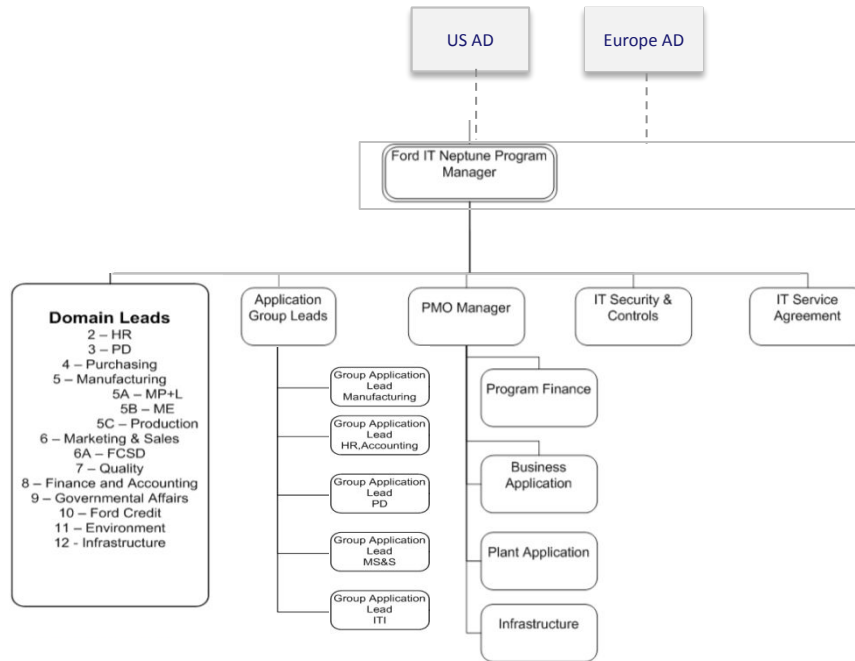 US AD
Europe AD
Ford IT Neptune Program
Manager
Domain Leads
2 – HR
3 – PD
4 – Purchasing
5 – Manufacturing
5A – MP+L
5B – ME
5C – Production
6 – Marketing & Sales
6A – FCSD
7 – Quality
8 – Finance and Accounting
9 – Governmental Affairs
10 – Ford Credit
11 – Environment
12 - Infrastructure
Application
Group Leads
Group Application
Lead
Manufacturing
Group Application
Lead
HR,Accounting
Group Application
Lead
PD
Group Application
Lead
MS&S
Group Application
Lead
ITI
PMO Manager
Program Finance
Business
Application
Plant Application
Infrastructure
IT Security &
Controls
IT Service
Agreement